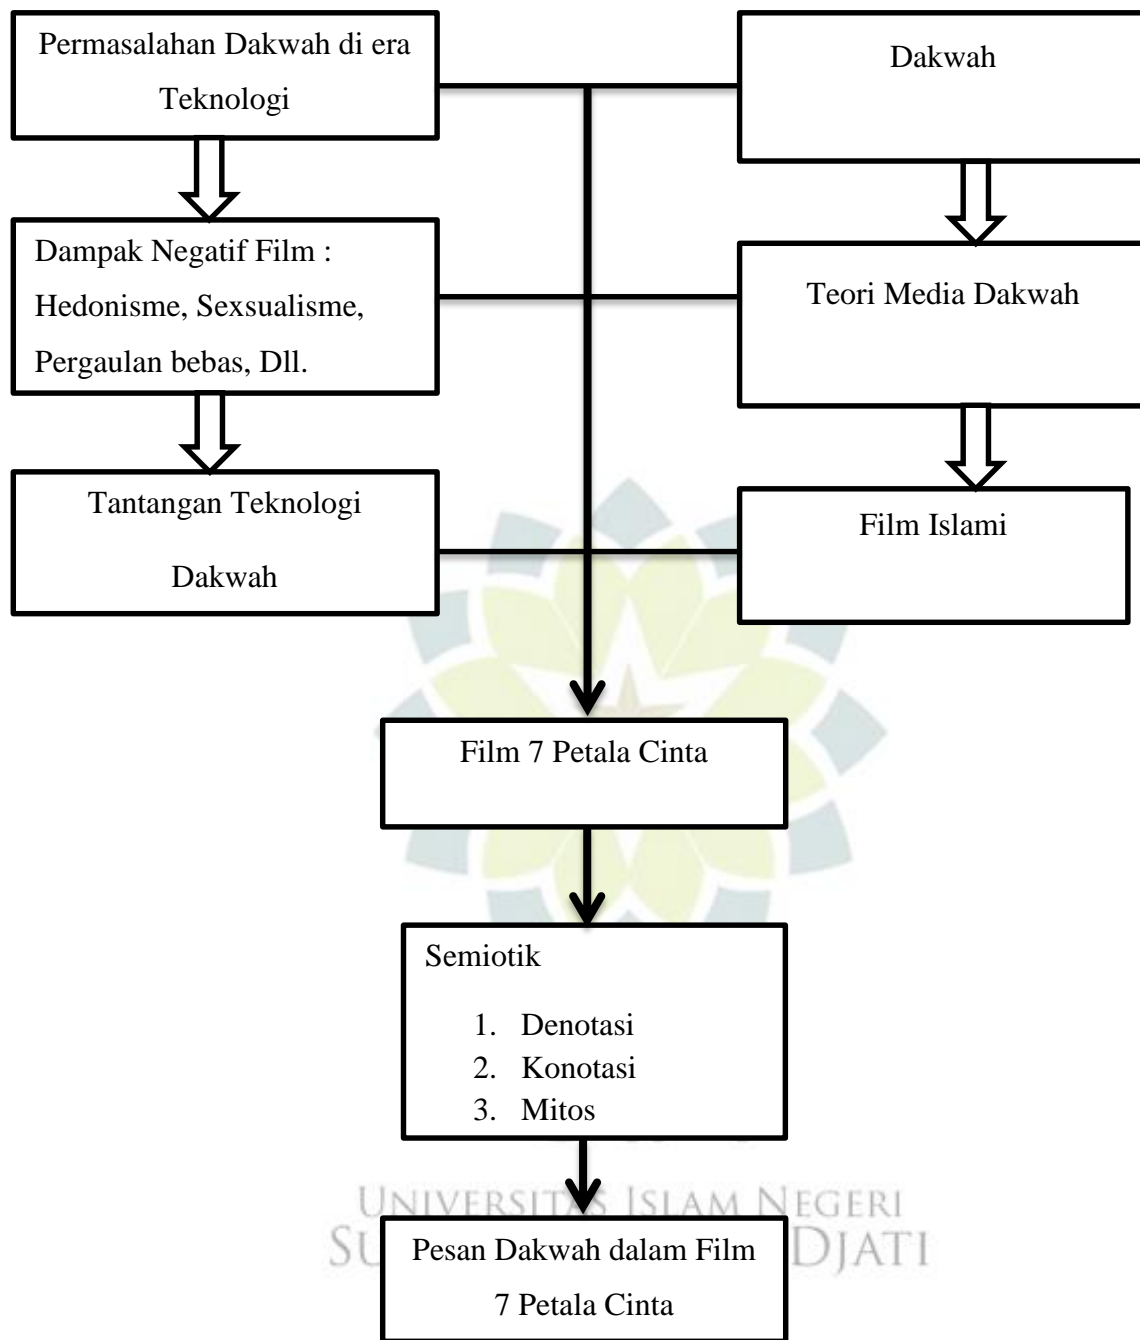 Permasalahan Dakwah di era
Teknologi
Dakwah
Dampak Negatif Film :
Hedonisme, Sexsualisme,
Pergaulan bebas, Dll.
Teori Media Dakwah
Tantangan Teknologi
Dakwah
Film Islami
Film 7 Petala Cinta
Semiotik
1. Denotasi
2. Konotasi
3. Mitos
UNIVERSITAS ISLAM NEGERI
SU DJATI
Pesan Dakwah dalam Film
7 Petala Cinta